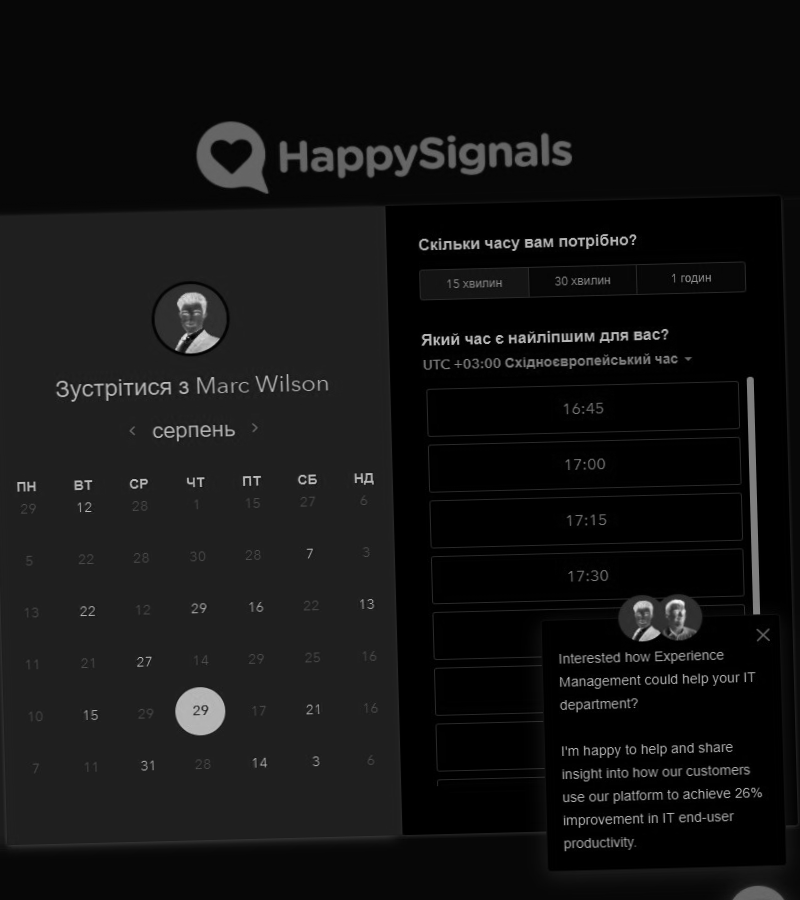 HappySignals
Зустрітися з Marc Wilson
серпень
ПН ВТ СР ЧТ ПТ СБ НД
29 12 28 1 15 27 6
5 22 28 30 28 7 3
13 22 12 29 16 22 13
11 21 27 14 29 25 16
10 15 29 29 17 21 16
7 11 31 28 14 3 6
Скільки часу вам потрібно?
15 хвилин 30 хвилин 1 годин
Який час є найліпшим для вас?
UTC +03:00 Східноєвропейський час
16:45
17:00
17:15
17:30
Interested how Experience
Management could help your IT
department?
I'm happy to help and share
insight into how our customers
use our platform to achieve 26%
improvement in IT end-user
productivity.